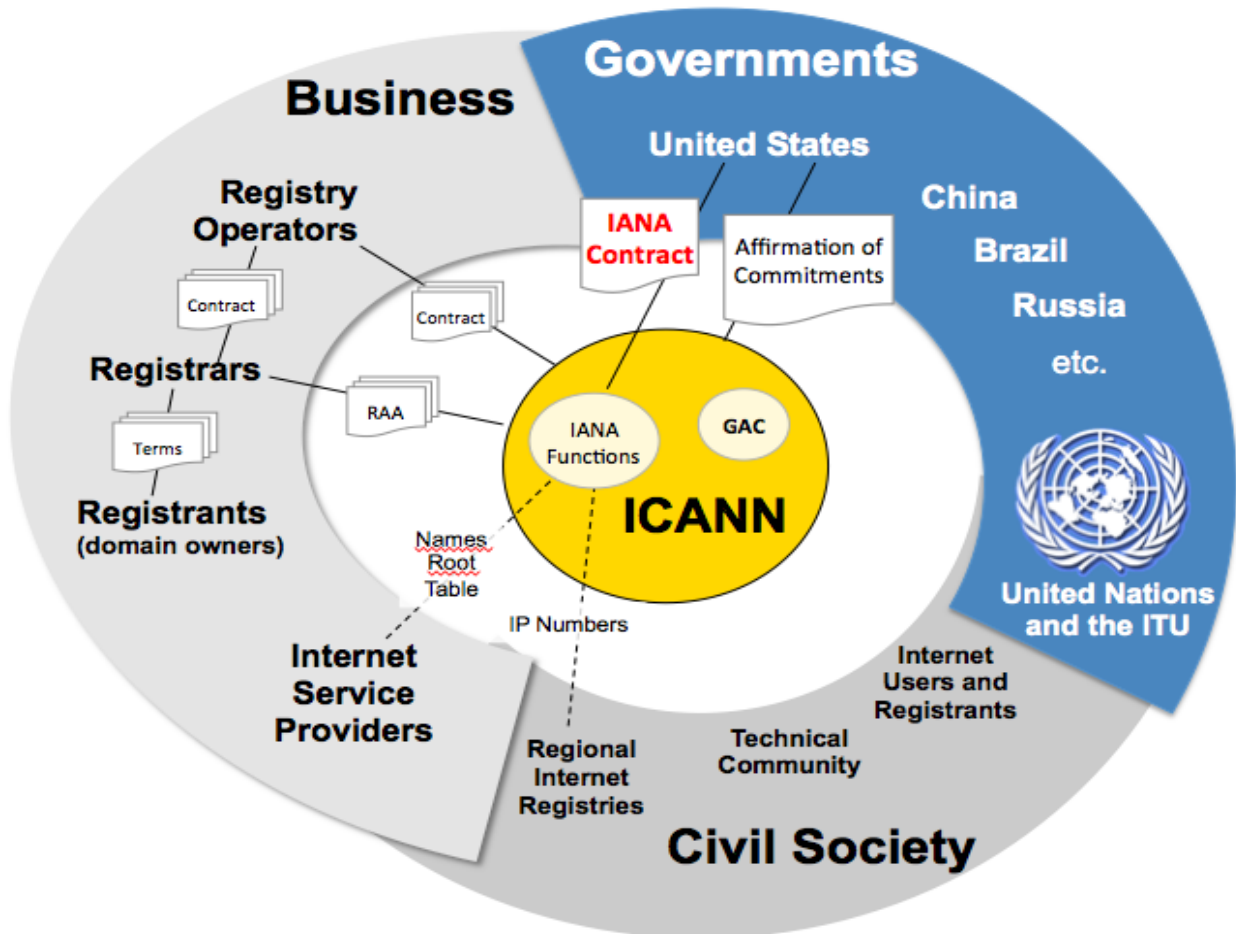 Governments
Business
United States
Registry
Operators
China
IANA
Contract
Affirmation of
Commitments
Brazil
Contract
Contract
Russia
etc.
Registrars
RAA
IANA
Functions
GAC
Terms
ICANN
Registrants
(domain owners)
Names
Root
Table
United Nations
and the ITU
IP Numbers
Internet
Service
Providers
Internet
Users and
Registrants
Regional
Internet
Registries
Technical
Community
Civil Society